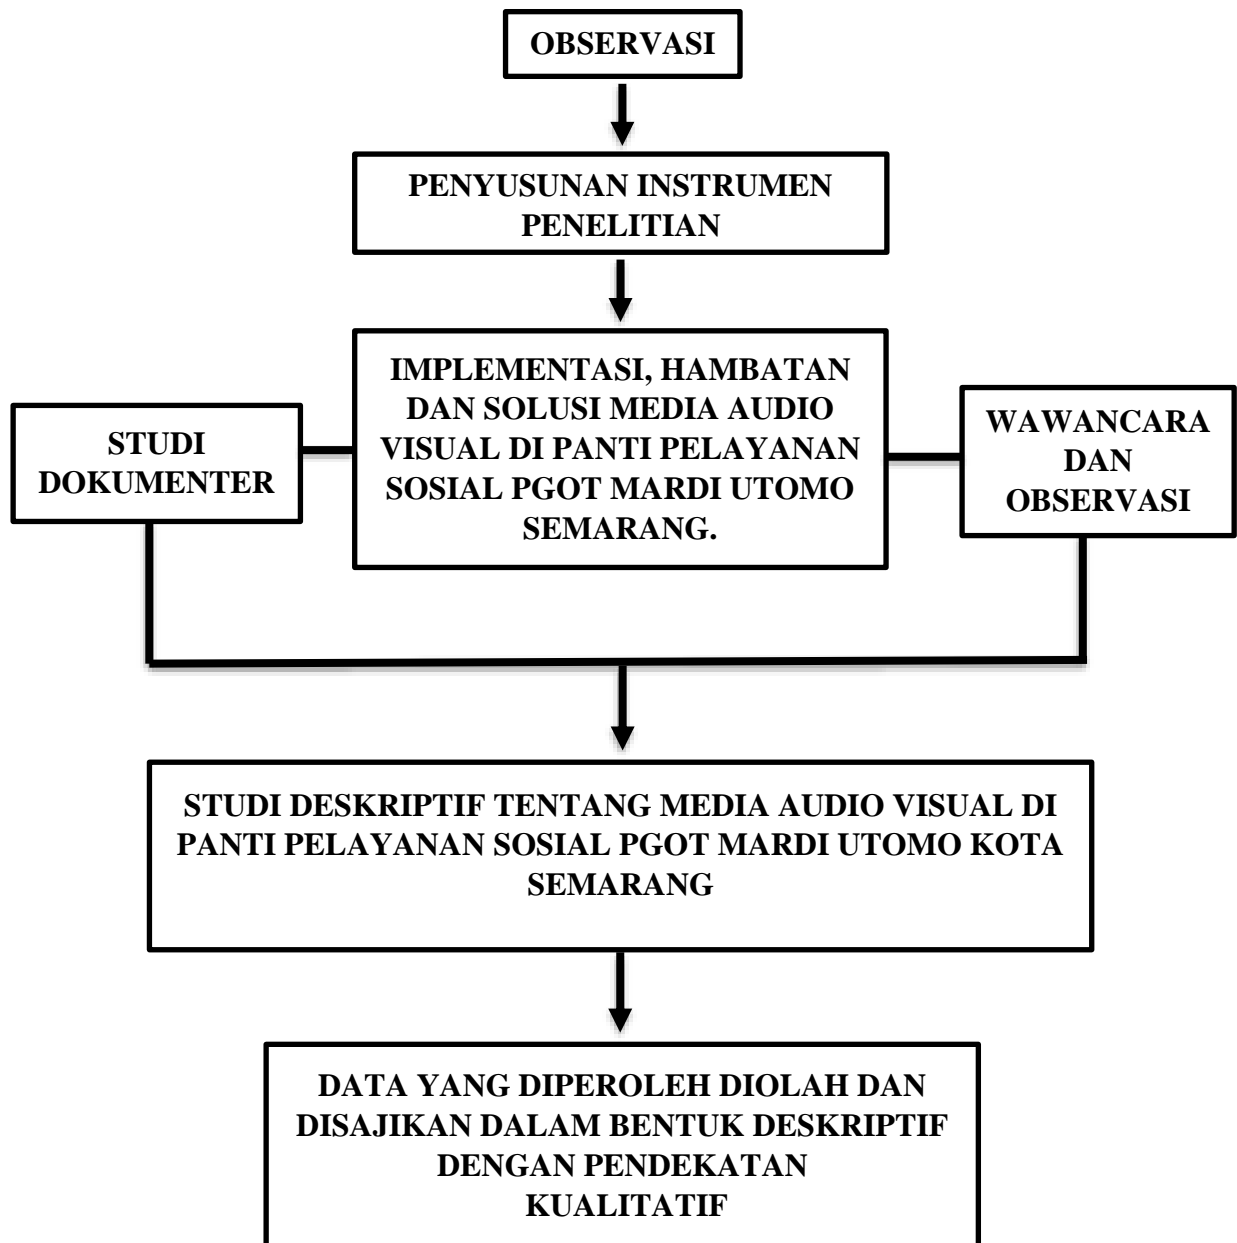 OBSERVASI
PENYUSUNAN INSTRUMEN
PENELITIAN
IMPLEMENTASI, HAMBATAN
DAN SOLUSI MEDIA AUDIO
VISUAL DI PANTI PELAYANAN
SOSIAL PGOT MARDI UTOMO
SEMARANG.
STUDI
DOKUMENTER
WAWANCARA
DAN
OBSERVASI
STUDI DESKRIPTIF TENTANG MEDIA AUDIO VISUAL DI
PANTI PELAYANAN SOSIAL PGOT MARDI UTOMO KOTA
SEMARANG
DATA YANG DIPEROLEH DIOLAH DAN
DISAJIKAN DALAM BENTUK DESKRIPTIF
DENGAN PENDEKATAN
KUALITATIF